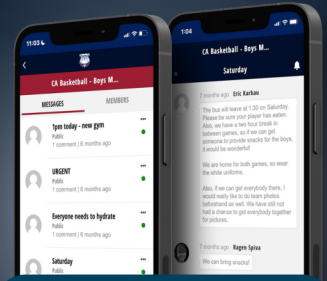 11:03
CA Basketball - Boys M...
MESSAGES
MEMBERS
1pm today - new gym
Public
1 comment | 6 months ago
URGENT
Public
1 comment | 6 months ago
Everyone needs to hydrate
Public
1 comment | 6 months ago
Saturday
Public
1:04
CA Basketball - Boys M...
Saturday
7 months ago Eric Karhau
The bus will leave at 1:30 on Saturday.
Please be sure your player has eaten.
Also, we have a two hour break in
between games, so if we can get
someone to provide snacks for the boys,
it would be wonderful!
We are home for both games, so wear
the white uniforms.
Also, if we can get everybody there, I
would really like to do team photos
beforehand as well. We have still not
had a chance to get everybody together
for pictures.
7 months ago Ragen Spiva
We can bring snacks!